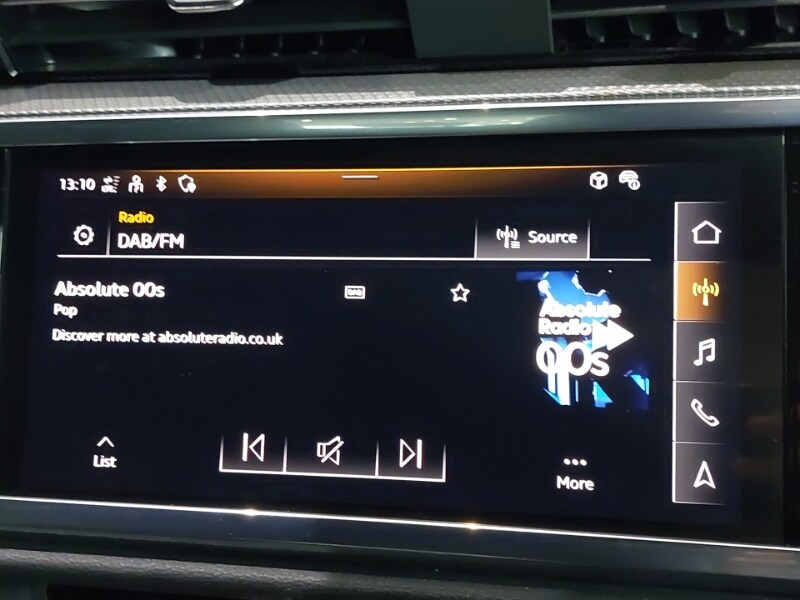 13:10
Radio
DAB/FM
Source
Absolute 00s
DAB
Pop
Discover more at absoluteradio.co.uk
Absolute
Radio
00s
List
More